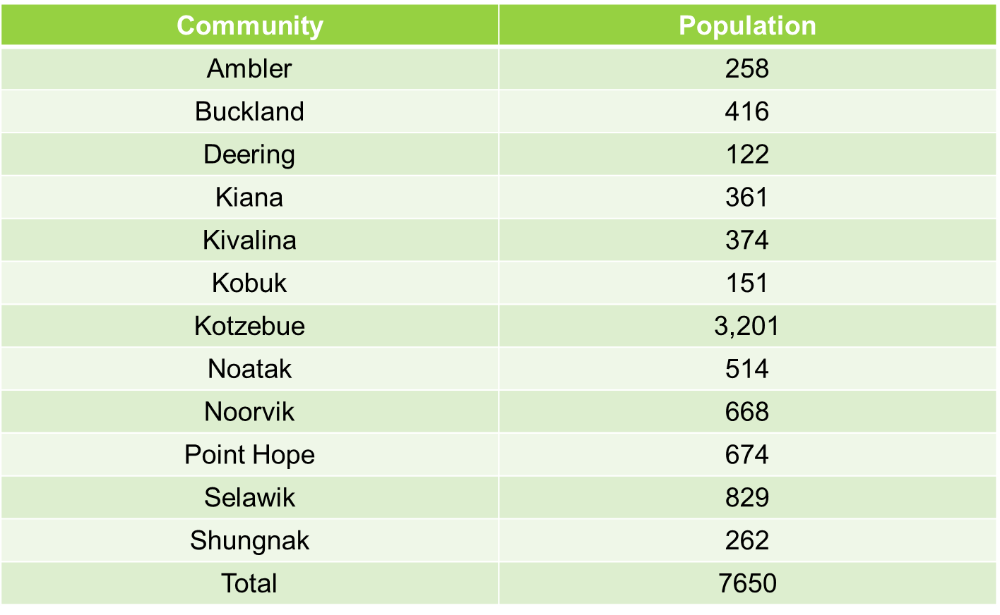 Community Population
Ambler 258
Buckland 416
Deering 122
Kiana 361
Kivalina 374
Kobuk 151
Kotzebue 3,201
Noatak 514
Noorvik 668
Point Hope 674
Selawik 829
Shungnak 262
Total 7650